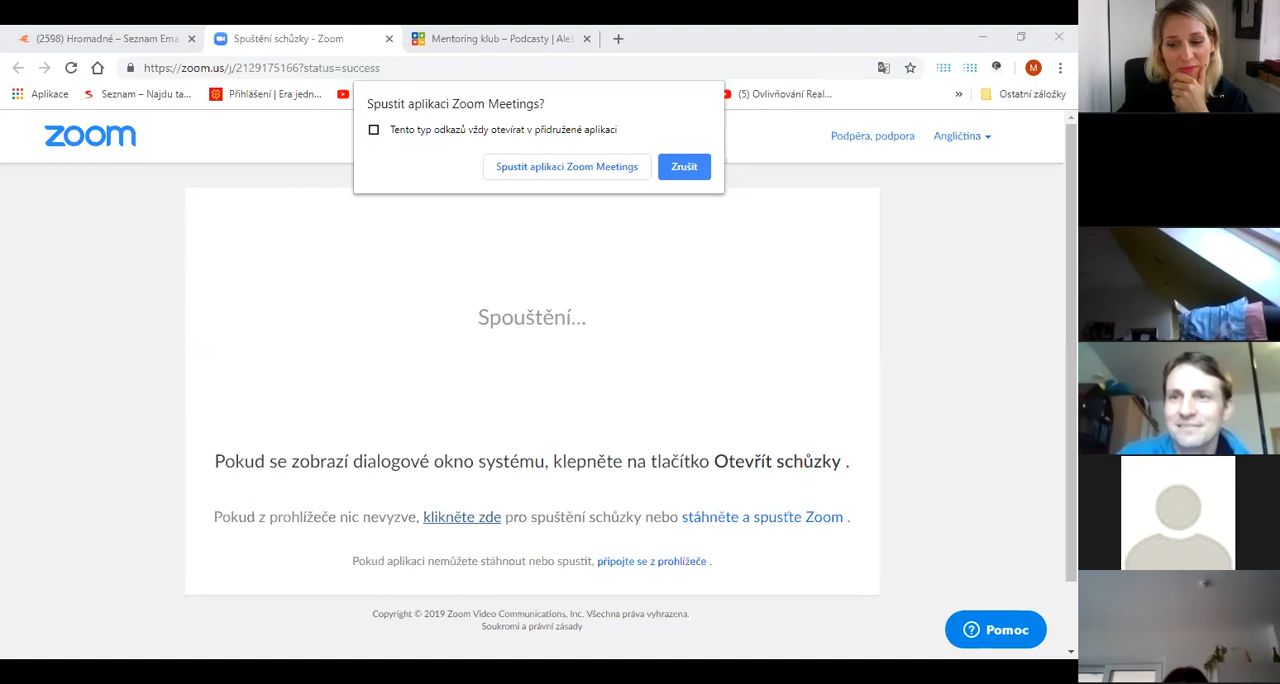 (2598) Hromadné – Seznam Ema
Spuštění schůzky - Zoom
Mentoring klub – Podcasty | Aleš
https://zoom.us/j/2129175166?status=success
M
Aplikace
Seznam – Najdu ta...
Přihlášení | Era jedn...
(5) Ovlivňování Real...
»
Ostatní záložky
Spustit aplikaci Zoom Meetings?
Tento typ odkazů vždy otevírat v přidružené aplikaci
Spustit aplikaci Zoom Meetings
Zrušit
zoom
Podpěra, podpora
Angličtina
Spouštění...
Pokud se zobrazí dialogové okno systému, klepněte na tlačítko Otevřít schůzky .
Pokud z prohlížeče nic nevyzve, klikněte zde pro spuštění schůzky nebo stáhněte a spusťte Zoom .
Pokud aplikaci nemůžete stáhnout nebo spustit, připojte se z prohlížeče .
Copyright © 2019 Zoom Video Communications, Inc. Všechna práva vyhrazena.
Soukromí a právní zásady
Pomoc